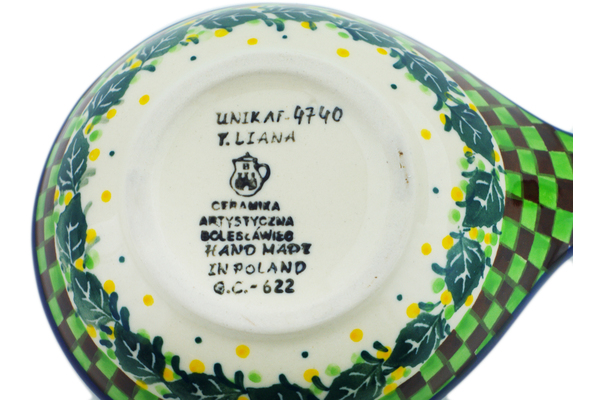 UNIKAT-4740
T. LIANA
B
CERAMIKA
ARTYSTYCZNA
BOLESŁAWIEC
HAND MADE
IN POLAND
Q.C.-622